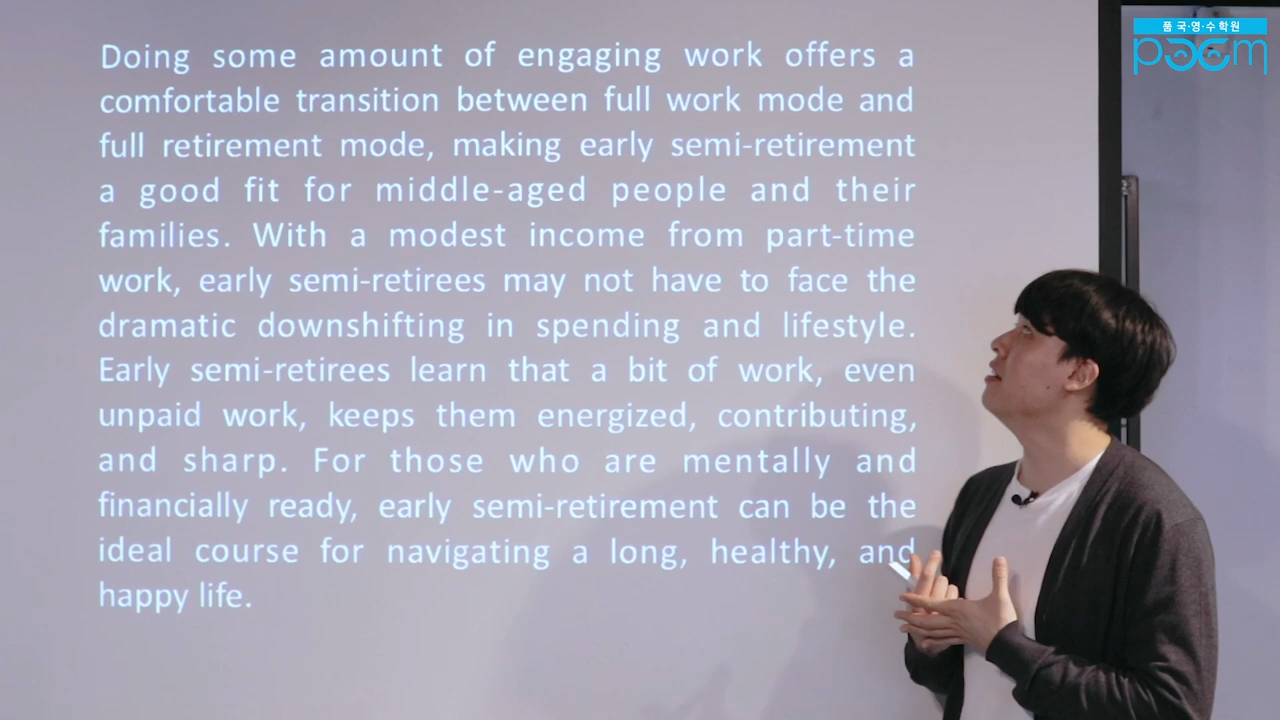 품 국·영·수 학원
poem
Doing some amount of engaging work offers a
comfortable transition between full work mode and
full retirement mode, making early semi-retirement
a good fit for middle-aged people and their
families. With a modest income from part-time
work, early semi-retirees may not have to face the
dramatic downshifting in spending and lifestyle.
Early semi-retirees learn that a bit of work, even
unpaid work, keeps them energized, contributing,
and sharp. For those who are mentally and
financially ready, early semi-retirement can be the
ideal course for navigating a long, healthy, and
happy life.